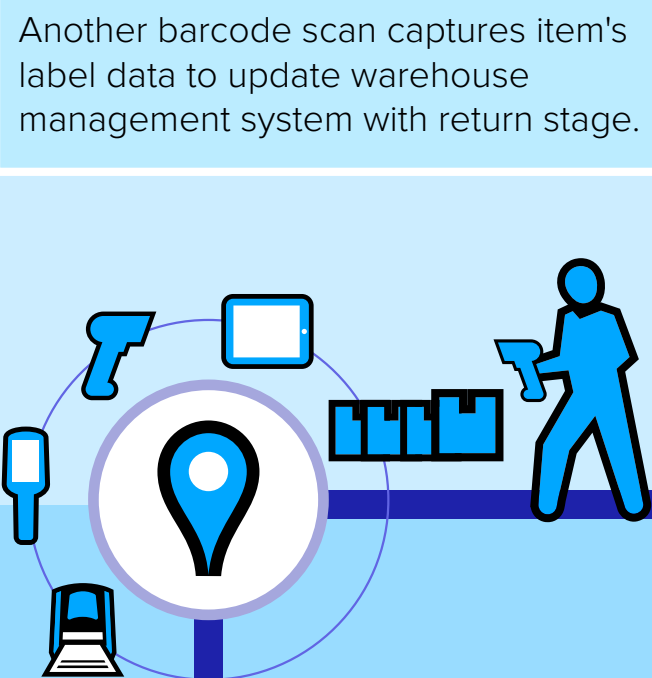 Another barcode scan captures item's
label data to update warehouse
management system with return stage.